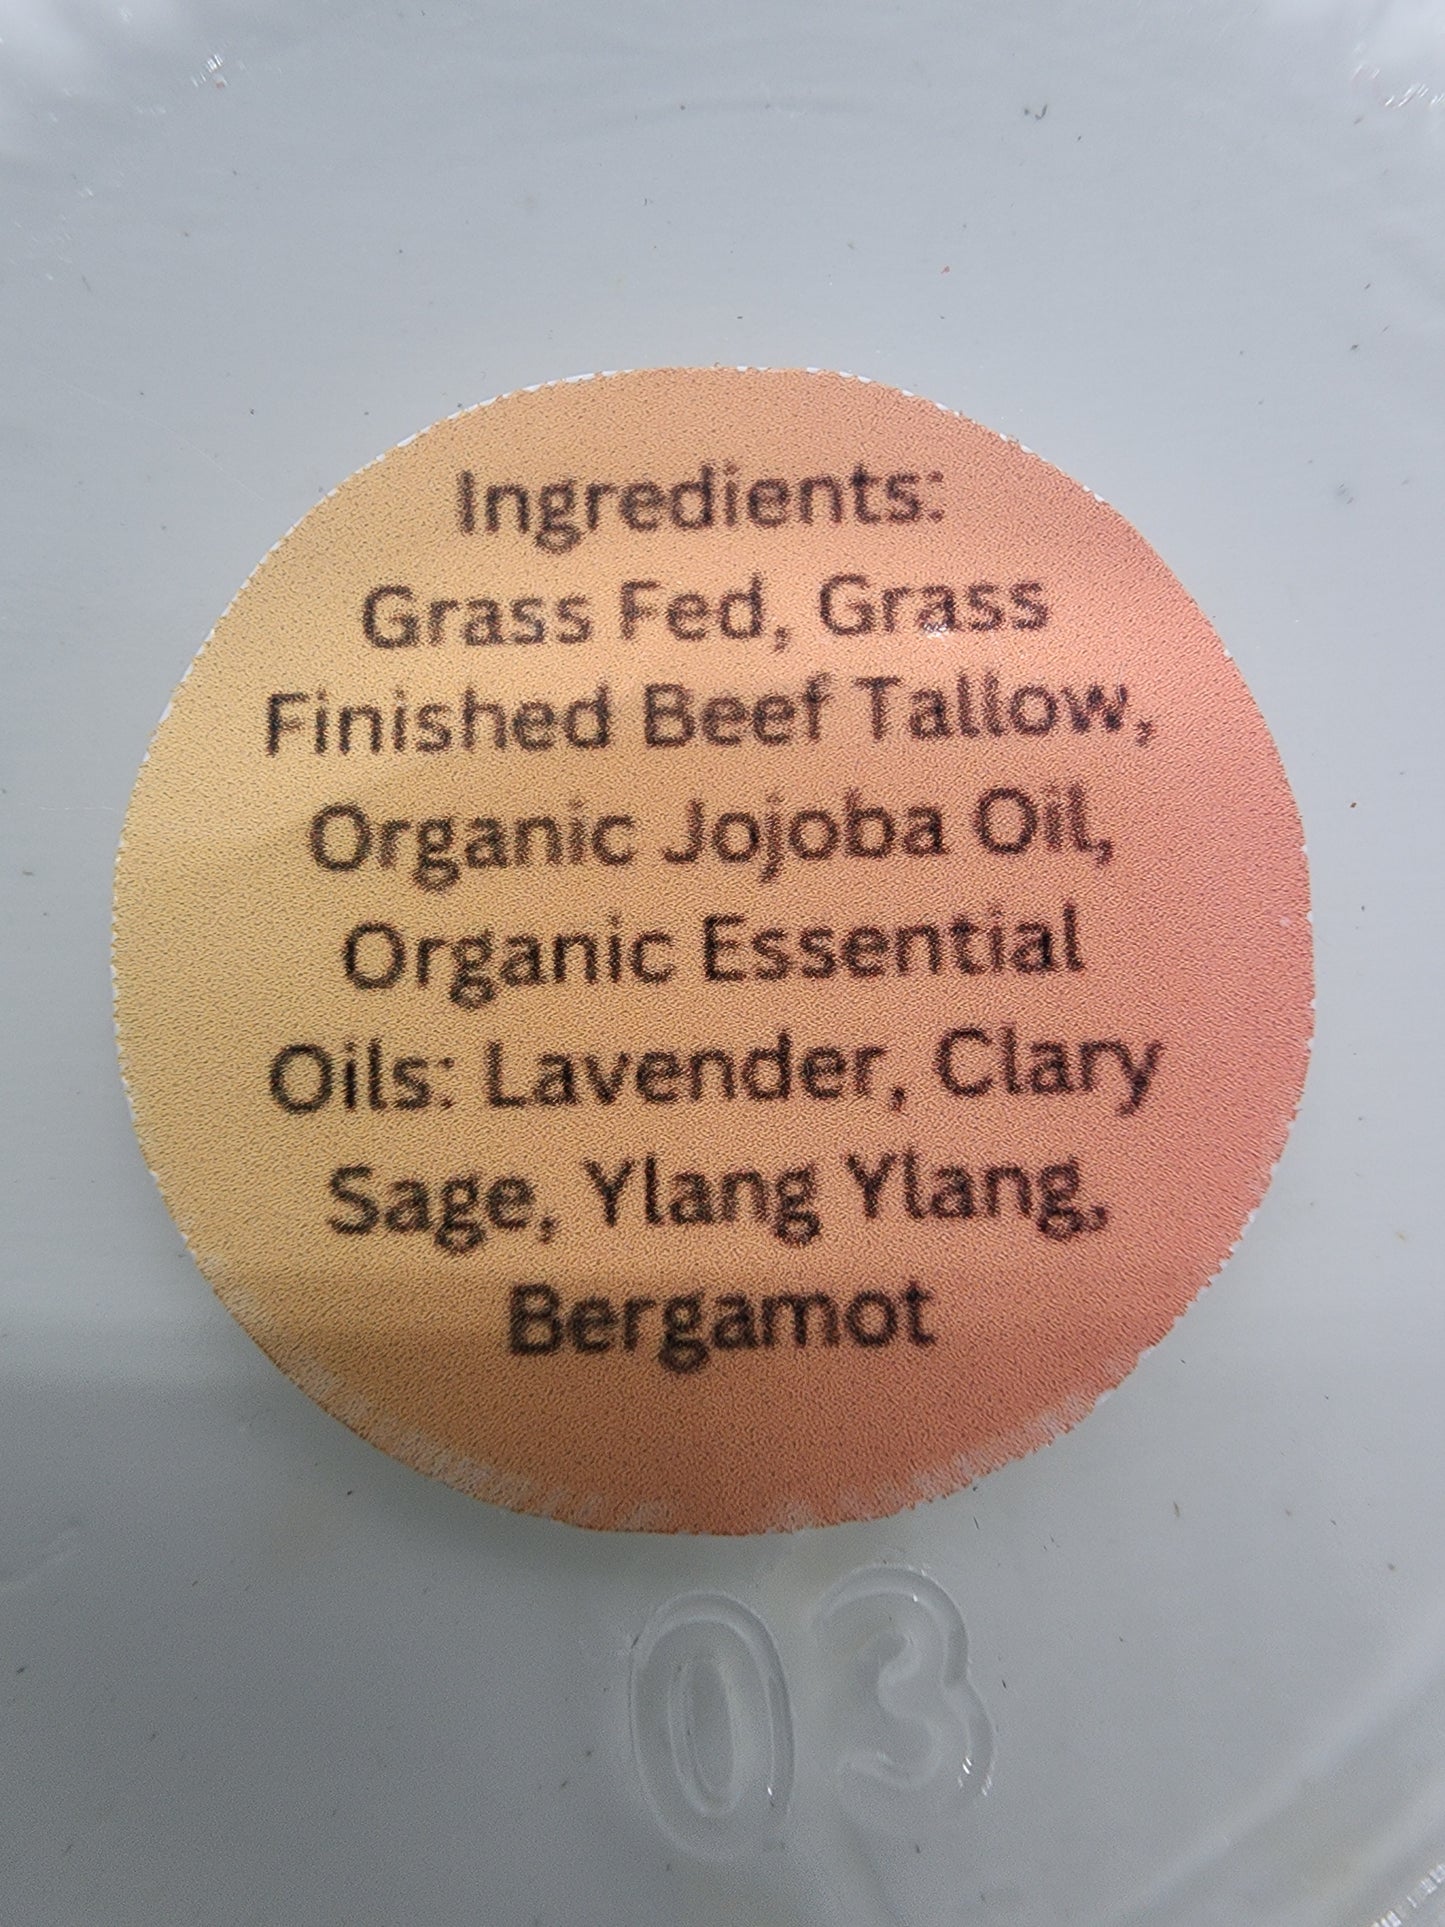 Ingredients:
Grass Fed, Grass
Finished Beef Tallow,
Organic Jojoba Oil,
Organic Essential
Oils: Lavender, Clary
Sage, Ylang Ylang,
Bergamot
03